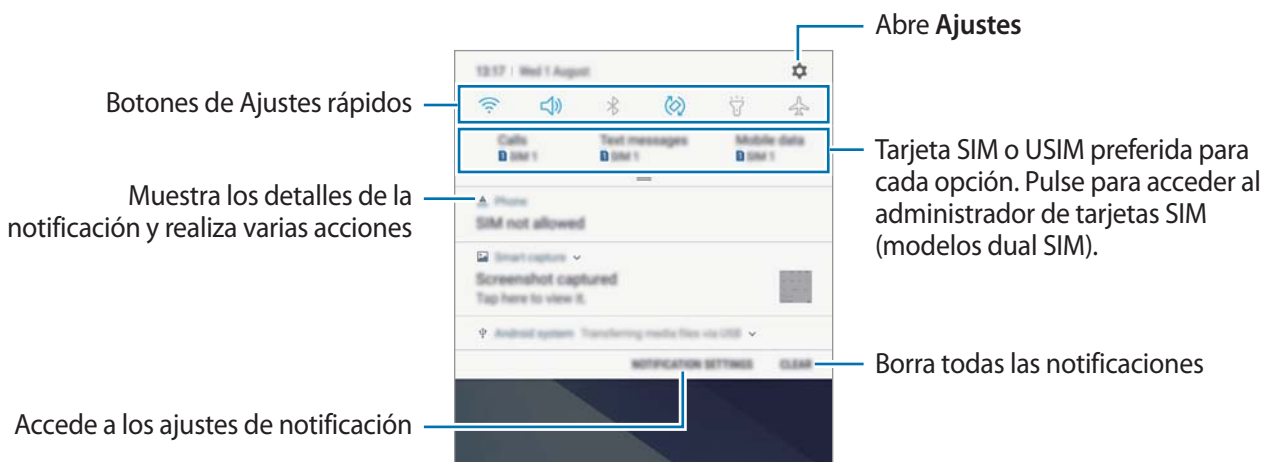 Abre Ajustes
13:17 | Wed 1 August
Botones de Ajustes rápidos
Calls
SIM 1
Text messages
SIM 1
Mobile data
SIM 1
Tarjeta SIM o USIM preferida para
cada opción. Pulse para acceder al
administrador de tarjetas SIM
(modelos dual SIM).
Muestra los detalles de la
notificación y realiza varias acciones
Phone
SIM not allowed
Smart capture
Screenshot captured
Tap here to view it.
Android system Transferring media files via USB
NOTIFICATION SETTINGS CLEAR
Borra todas las notificaciones
Accede a los ajustes de notificación